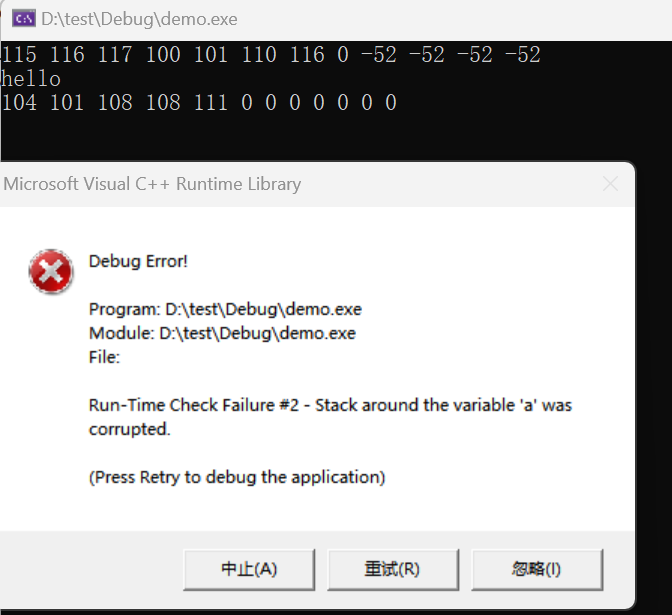 D:\test\Debug\demo.exe
115 116 117 100 101 110 116 0 -52 -52 -52 -52
hello
104 101 108 108 111 0 0 0 0 0 0 0
Microsoft Visual C++ Runtime Library
Debug Error!
Program: D:\test\Debug\demo.exe
Module: D:\test\Debug\demo.exe
File:
Run-Time Check Failure #2 - Stack around the variable 'a' was
corrupted.
(Press Retry to debug the application)
中止(A) 重试(R) 忽略(I)